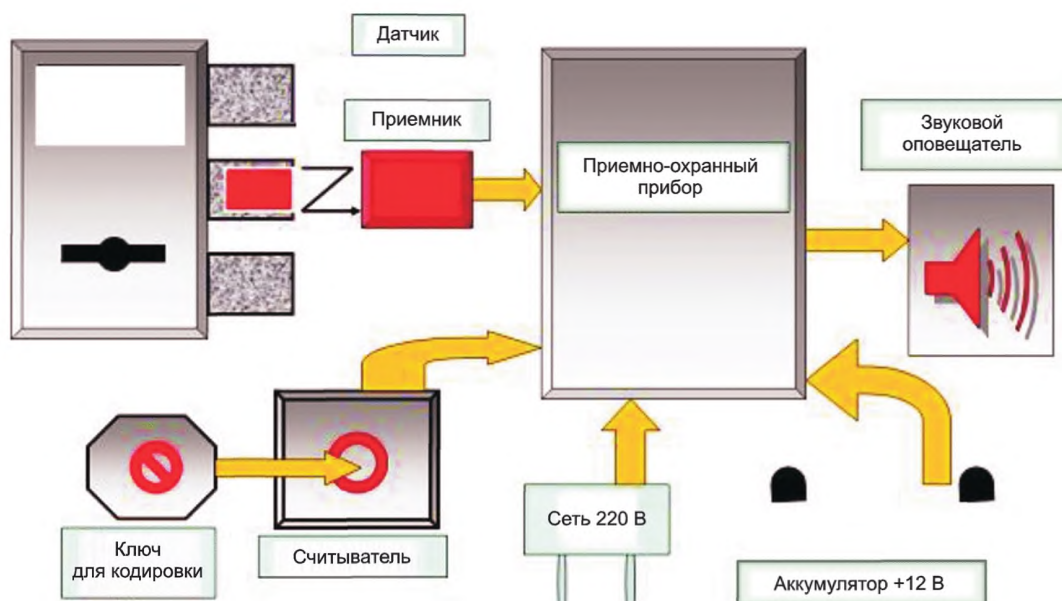 Датчик
Приемник
Приемно-охранный
прибор
Звуковой
оповещатель
Ключ
для кодировки
Считыватель
Сеть 220 В
Аккумулятор +12 В